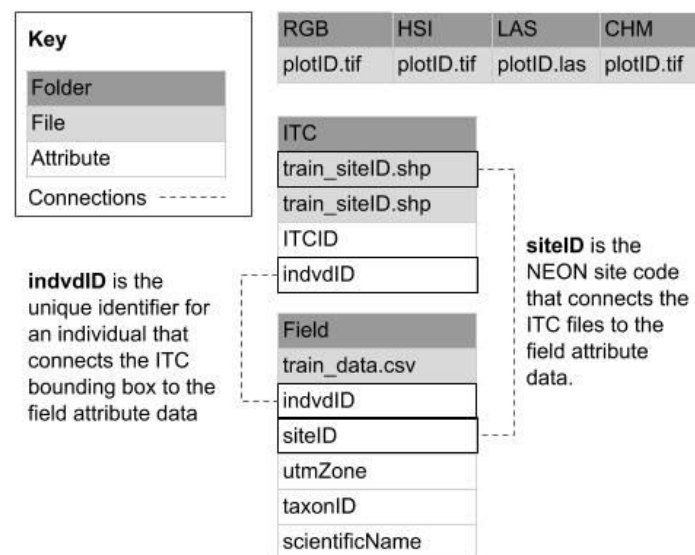 Key
Folder
File
Attribute
Connections
RGB HSI LAS CHM
plotID.tif plotID.tif plotID.las plotID.tif
ITC
train_siteID.shp
train_siteID.shp
ITCID
indvdID
indvdID is the
unique identifier for
an individual that
connects the ITC
bounding box to the
field attribute data
siteID is the
NEON site code
that connects the
ITC files to the
field attribute
data.
Field
train_data.csv
indvdID
siteID
utmZone
taxonID
scientificName